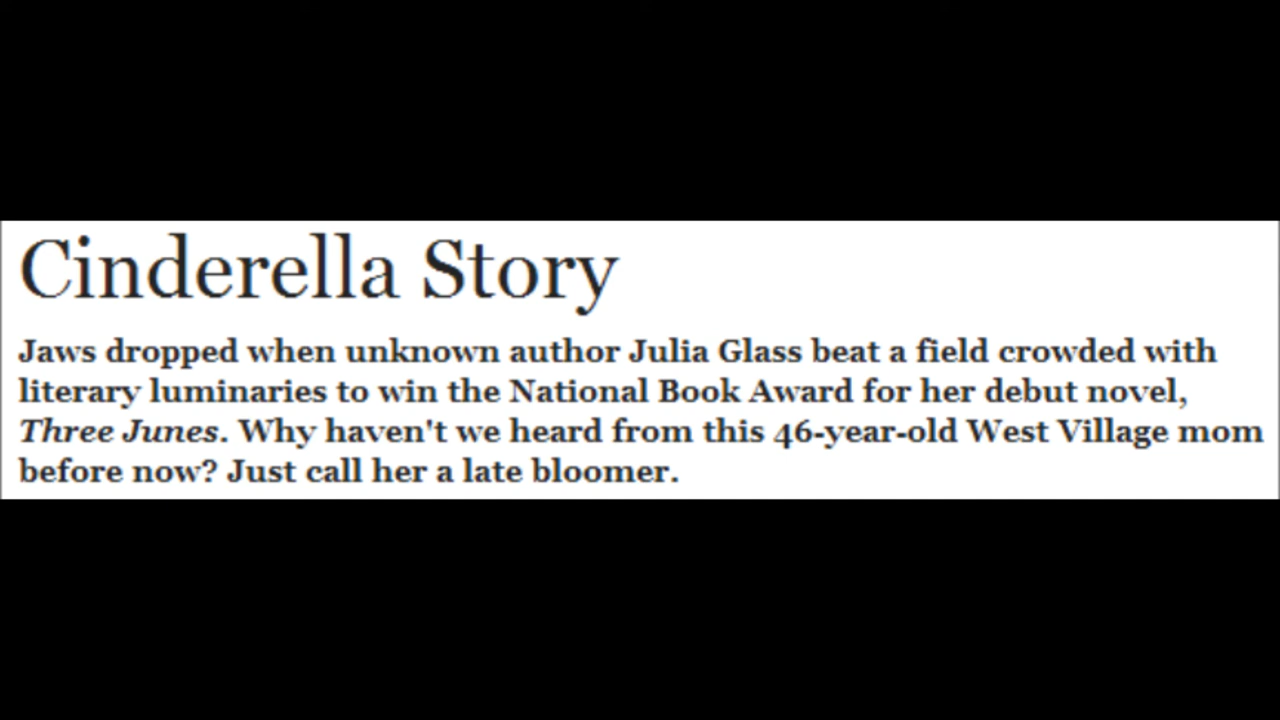 Cinderella Story
Jaws dropped when unknown author Julia Glass beat a field crowded with
literary luminaries to win the National Book Award for her debut novel,
Three Junes. Why haven't we heard from this 46-year-old West Village mom
before now? Just call her a late bloomer.